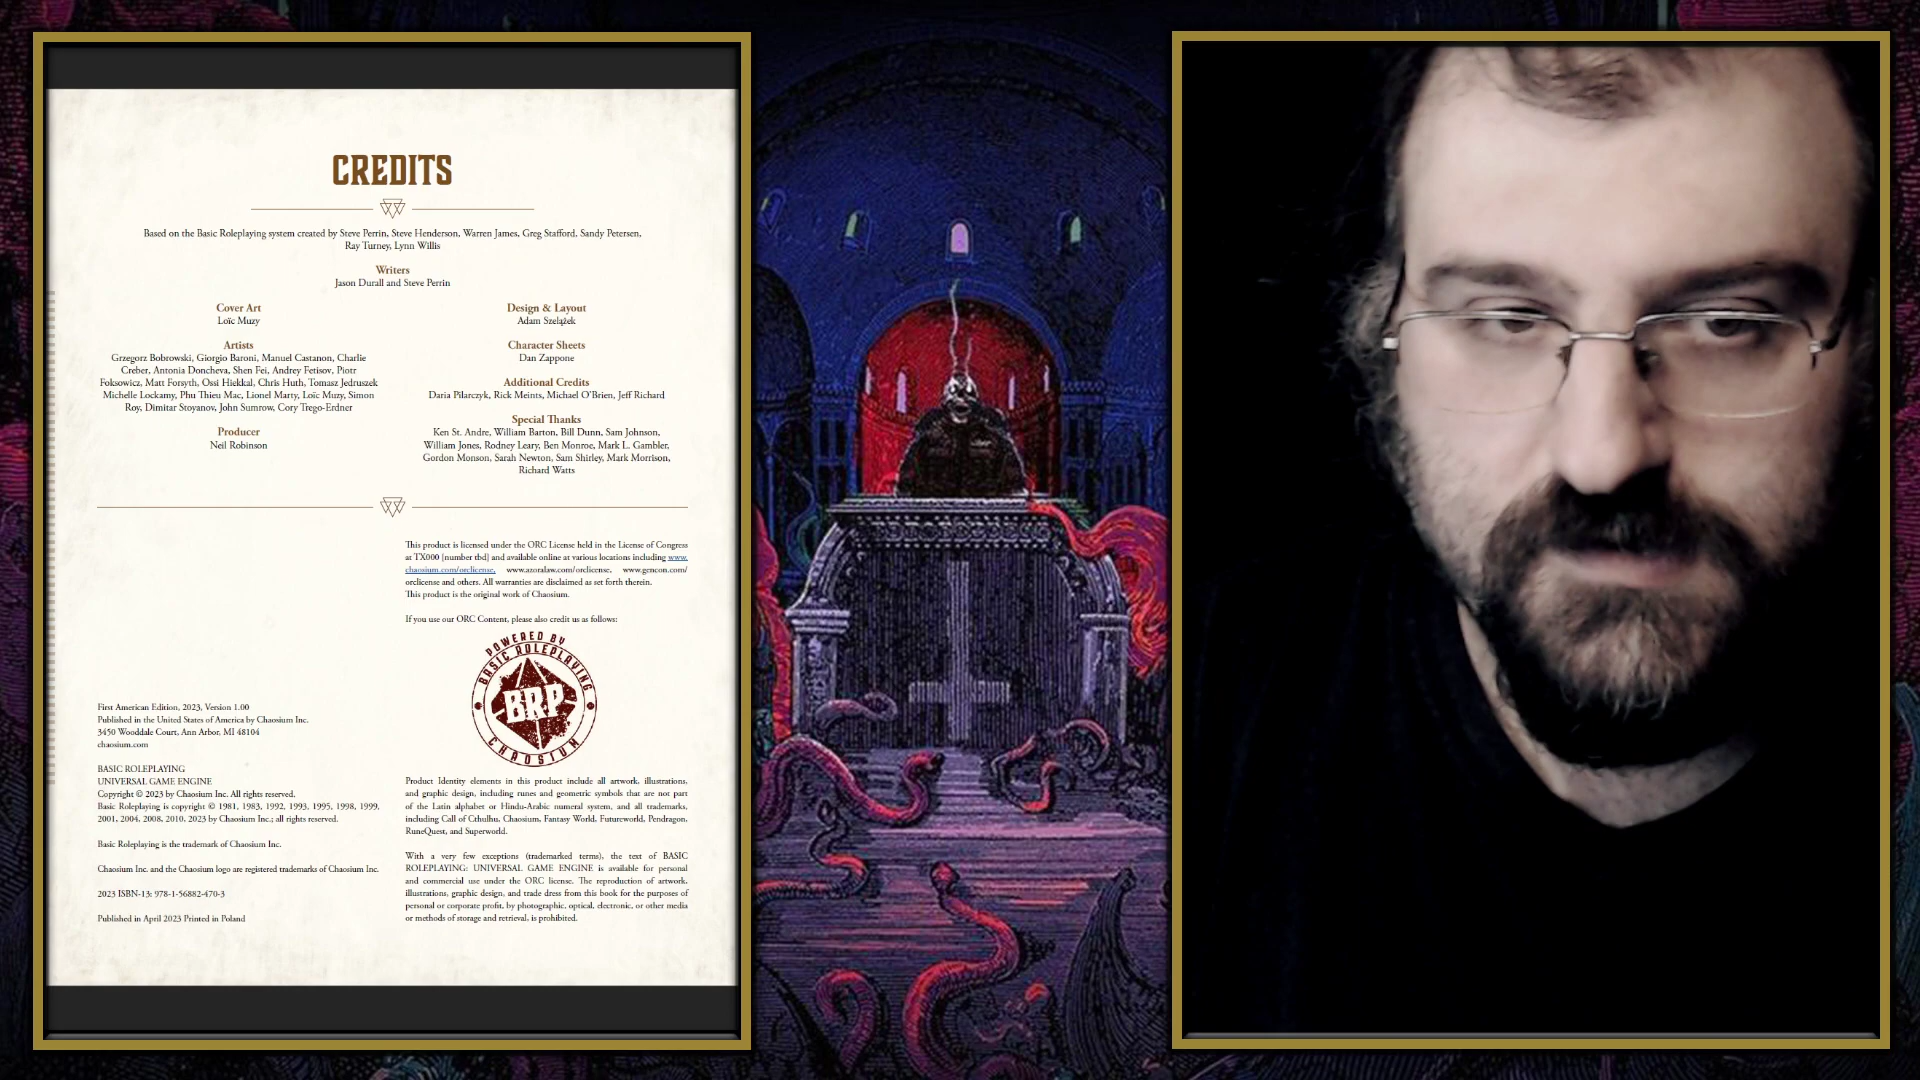 CREDITS
Based on the Basic Roleplaying system created by Steve Perrin, Steve Henderson, Warren James, Greg Stafford, Sandy Petersen,
Ray Turney, Lynn Willis
Writers
Jason Durall and Steve Perrin
Cover Art
Loïc Muzy
Artists
Grzegorz Bobrowski, Giorgio Baroni, Manuel Castanon, Charlie
Creber, Antonia Doncheva, Shen Fei, Andrey Fetisov, Piotr
Foksowicz, Matt Forsyth, Ossi Hiekkal, Chris Huth, Tomasz Jedruszek
Michelle Lockamy, Phu Thieu Mac, Lionel Marty, Loïc Muzy, Simon
Roy, Dimitar Stoyanov, John Sumrow, Cory Trego-Erdner
Producer
Neil Robinson
Design & Layout
Adam Szelążek
Character Sheets
Dan Zappone
Additional Credits
Daria Pilarczyk, Rick Meints, Michael O'Brien, Jeff Richard
Special Thanks
Ken St. Andre, William Barton, Bill Dunn, Sam Johnson,
William Jones, Rodney Leary, Ben Monroe, Mark L. Gambler,
Gordon Monson, Sarah Newton, Sam Shirley, Mark Morrison,
Richard Watts
First American Edition, 2023, Version 1.00
Published in the United States of America by Chaosium Inc.
3450 Wooddale Court, Ann Arbor, MI 48104
chaosium.com
BASIC ROLEPLAYING
UNIVERSAL GAME ENGINE
Copyright © 2023 by Chaosium Inc. All rights reserved.
Basic Roleplaying is copyright © 1981, 1983, 1992, 1993, 1995, 1998, 1999,
2001, 2004, 2008, 2010, 2023 by Chaosium Inc.; all rights reserved.
Basic Roleplaying is the trademark of Chaosium Inc.
Chaosium Inc. and the Chaosium logo are registered trademarks of Chaosium Inc.
2023 ISBN-13: 978-1-56882-470-3
Published in April 2023 Printed in Poland
This product is licensed under the ORC License held in the License of Congress
at TX000 [number tbd] and available online at various locations including www.
chaosium.com/orclicense, www.azoralaw.com/orclicense, www.gencon.com/
orclicense and others. All warranties are disclaimed as set forth therein.
This product is the original work of Chaosium.
If you use our ORC Content, please also credit us as follows:
POWERED BY
BASIC ROLEPLAYING
BRP
CHAOSIUM
Product Identity elements in this product include all artwork, illustrations,
and graphic design, including runes and geometric symbols that are not part
of the Latin alphabet or Hindu-Arabic numeral system, and all trademarks,
including Call of Cthulhu, Chaosium, Fantasy World, Futureworld, Pendragon,
RuneQuest, and Superworld.
With a very few exceptions (trademarked terms), the text of BASIC
ROLEPLAYING: UNIVERSAL GAME ENGINE is available for personal
and commercial use under the ORC license. The reproduction of artwork,
illustrations, graphic design, and trade dress from this book for the purposes of
personal or corporate profit, by photographic, optical, electronic, or other media
or methods of storage and retrieval, is prohibited.